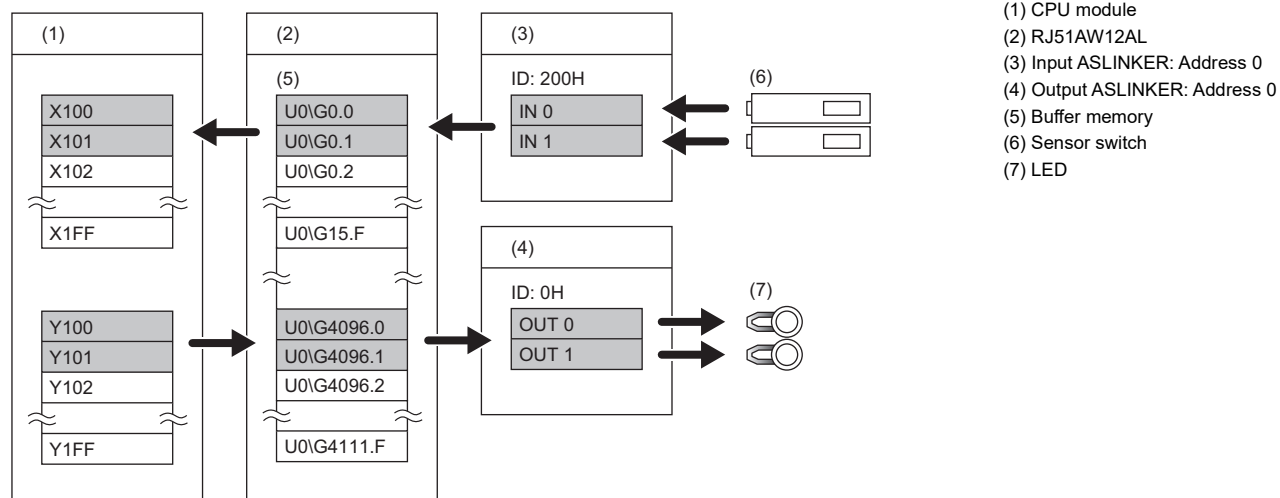 (1)
X100
X101
X102
X1FF
Y100
Y101
Y102
Y1FF
(2)
(5)
U0\G0.0
U0\G0.1
U0\G0.2
U0\G15.F
U0\G4096.0
U0\G4096.1
U0\G4096.2
U0\G4111.F
(3)
ID: 200H
IN 0
IN 1
(4)
ID: 0H
OUT 0
OUT 1
(6)
(7)
(1) CPU module
(2) RJ51AW12AL
(3) Input ASLINKER: Address 0
(4) Output ASLINKER: Address 0
(5) Buffer memory
(6) Sensor switch
(7) LED